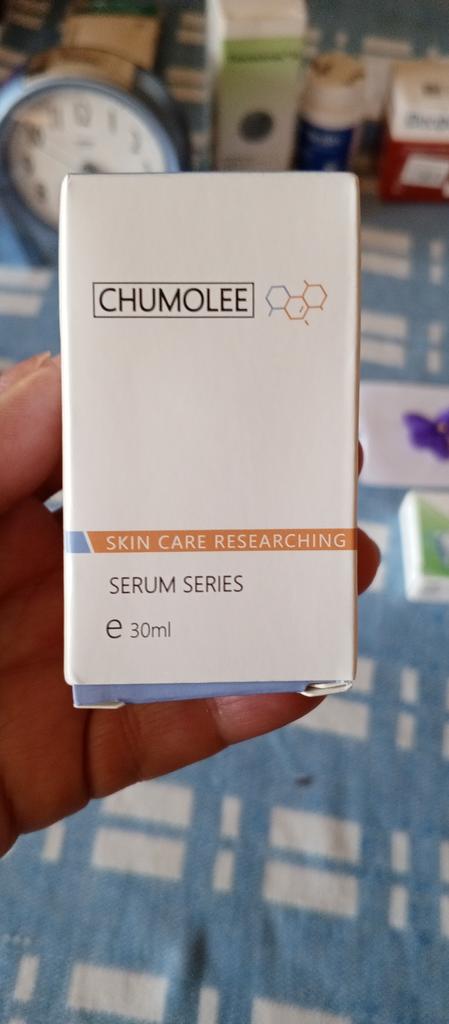 CHUMOLEE
SKIN CARE RESEARCHING
SERUM SERIES
e 30ml